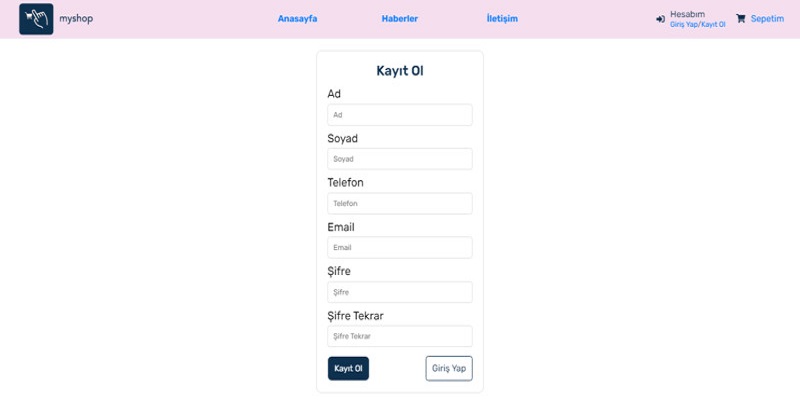 myshop
Anasayfa
Haberler
İletişim
Hesabım
Giriş Yap/Kayıt Ol
Sepetim
Kayıt Ol
Ad
Ad
Soyad
Soyad
Telefon
Telefon
Email
Email
Şifre
Şifre
Şifre Tekrar
Şifre Tekrar
Kayıt Ol
Giriş Yap